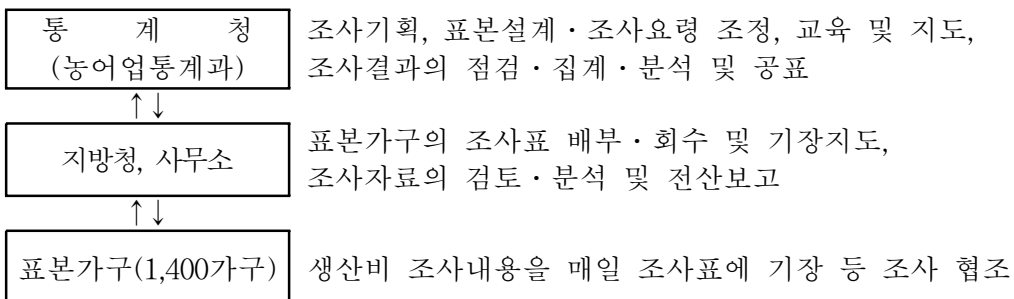 통 계 청
(농어업통계과)
조사기획, 표본설계·조사요령 조정, 교육 및 지도,
조사결과의 점검·집계·분석 및 공표
↑↓
지방청, 사무소
표본가구의 조사표 배부·회수 및 기장지도,
조사자료의 검토·분석 및 전산보고
↑↓
표본가구(1,400가구)
생산비 조사내용을 매일 조사표에 기장 등 조사 협조